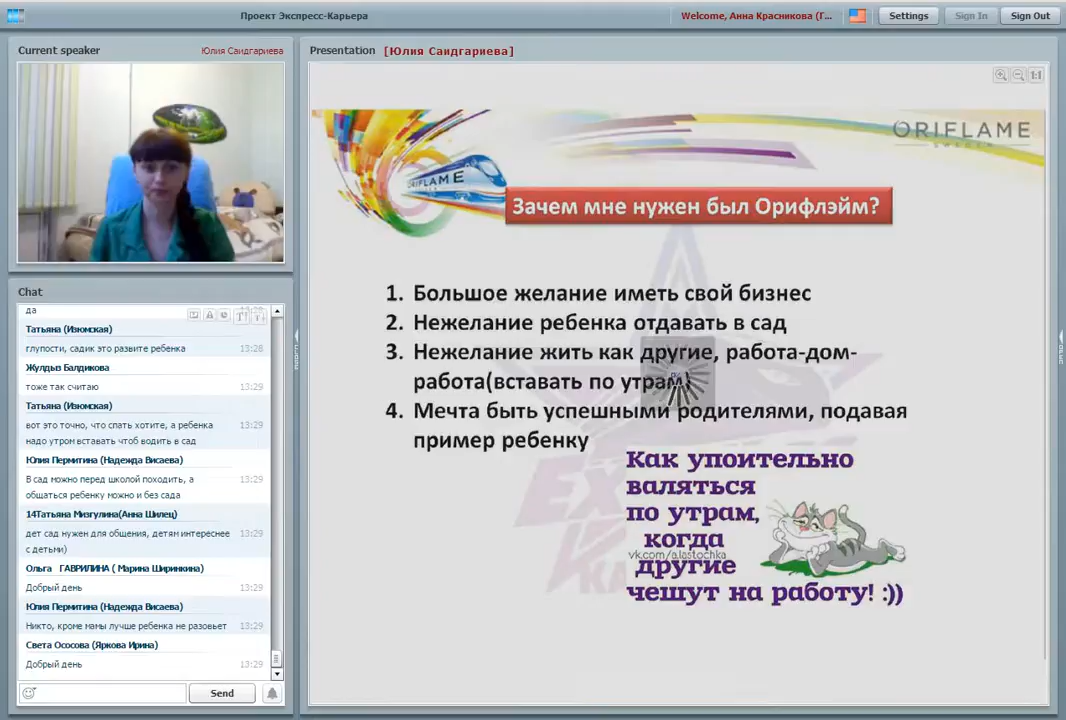 Проект Экспресс-Карьера
Welcome, Анна Красникова (Г...
Settings
Sign In
Sign Out
Current speaker
Юлия Саидгариева
Presentation [Юлия Саидгариева]
1:1
ORIFLAME
SWEDEN
ORIFLAME
Зачем мне нужен был Орифлэйм?
1. Большое желание иметь свой бизнес
2. Нежелание ребенка отдавать в сад
3. Нежелание жить как другие, работа-дом-
работа(вставать по утрам)
4. Мечта быть успешными родителями, подавая
пример ребенку
Как упоительно
валяться
по утрам,
когда
vk.com/a.lastochka
другие
чешут на работу! :))
Chat
да
13:28
Татьяна (Изюмская)
глупости, садик это развите ребенка
13:28
Жулдыз Балдикова
тоже так считаю
13:29
Татьяна (Изюмская)
вот это точно, что спать хотите, а ребенка
13:29
надо утром вставать чтоб водить в сад
Юлия Пермитина (Надежда Висаева)
В сад можно перед школой походить, а
13:29
общаться ребенку можно и без сада
14Татьяна Мизгулина(Анна Шилец)
дет сад нужен для общения, детям интереснее
13:29
с детьми)
Ольга ГАВРИЛИНА ( Марина Ширинкина)
Добрый день
13:29
Юлия Пермитина (Надежда Висаева)
Никто, кроме мамы лучше ребенка не разовьет
13:29
Света Ососова (Яркова Ирина)
Добрый день
13:29
Send